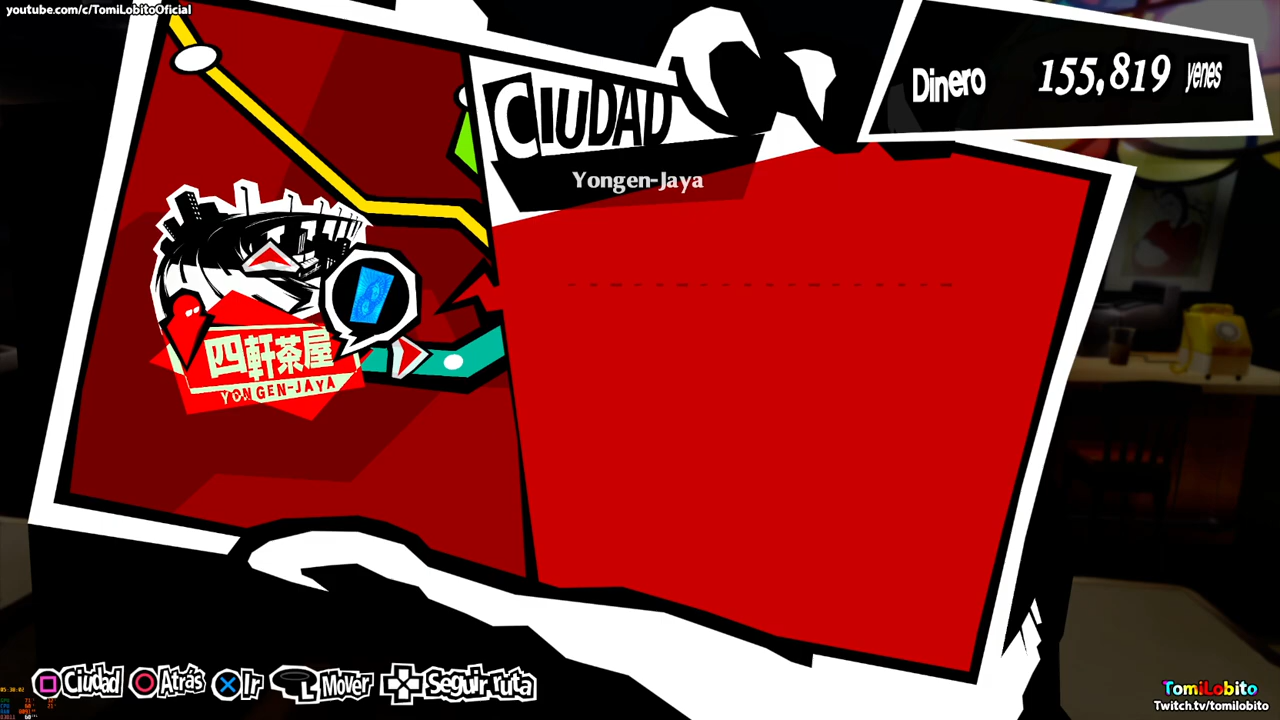 youtube.com/c/TomiLobitoOficial
CIUDAD
Yongen-Jaya
Dinero 155,819 yenes
四軒茶屋
YONGEN-JAYA
Ciudad Atrás Ir L Mover Seguir ruta
TomiLobito
Twitch.tv/tomilobito